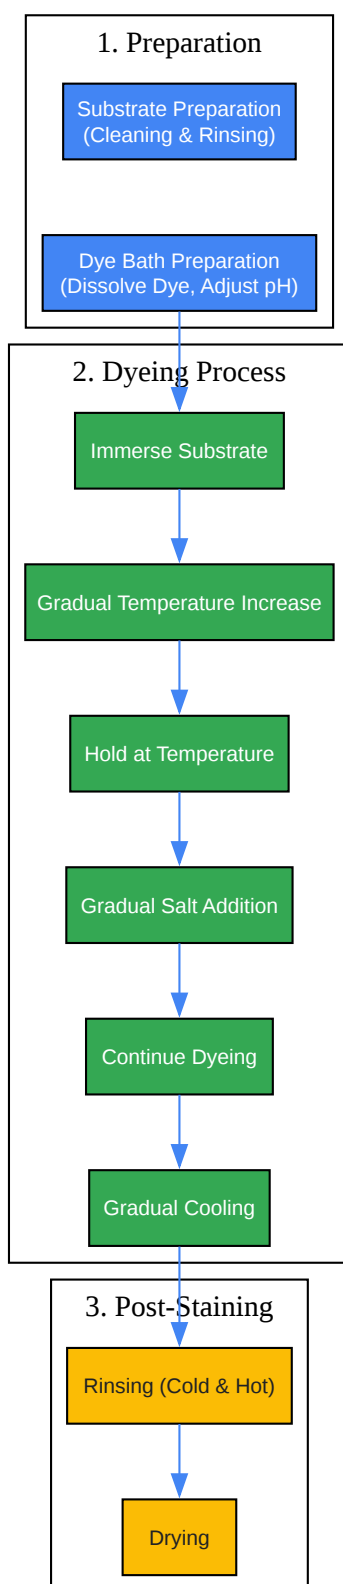 1. Preparation
Substrate Preparation
(Cleaning & Rinsing)
Dye Bath Preparation
(Dissolve Dye, Adjust pH)
2. Dyeing Process
Immerse Substrate
Gradual Temperature Increase
Hold at Temperature
Gradual Salt Addition
Continue Dyeing
Gradual Cooling
3. Post-Staining
Rinsing (Cold & Hot)
Drying